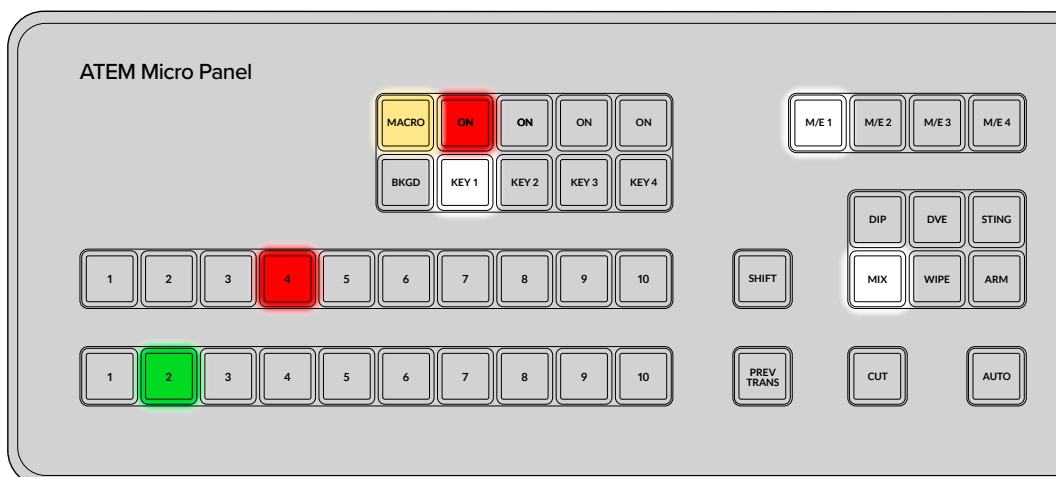 ATEM Micro Panel
MACRO ON ON ON ON
M/E 1 M/E 2 M/E 3 M/E 4
BKGD KEY 1 KEY 2 KEY 3 KEY 4
DIP DVE STING
1 2 3 4 5 6 7 8 9 10
SHIFT
MIX WIPE ARM
1 2 3 4 5 6 7 8 9 10
PREV
TRANS
CUT
AUTO